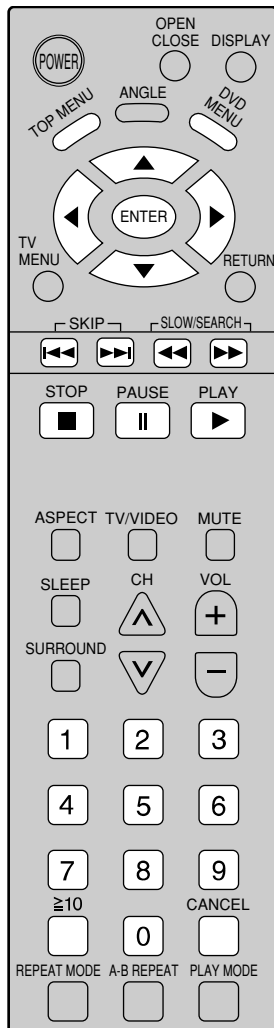 OPEN
CLOSE DISPLAY
POWER
ANGLE
TOP MENU
DVD
MENU
ENTER
TV
MENU
RETURN
SKIP SLOW/SEARCH
STOP PAUSE PLAY
ASPECT TV/VIDEO MUTE
SLEEP CH VOL
+
SURROUND
−
1 2 3
4 5 6
7 8 9
≧10 CANCEL
0
REPEAT MODE A-B REPEAT PLAY MODE